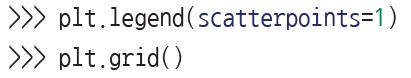 >>> plt.legend(scatterpoints=1)
>>> plt.grid()